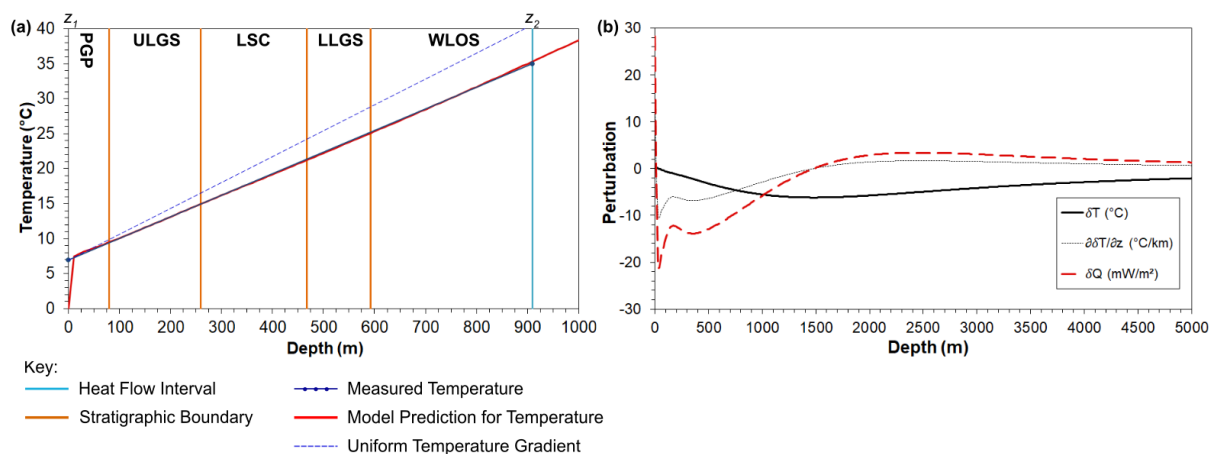 (a)
z1
z2
PGP
ULGS
LSC
LLGS
WLOS
Temperature (°C)
40
35
30
25
20
15
10
5
0
0 100 200 300 400 500 600 700 800 900 1000
Depth (m)
(b)
Perturbation
30
20
10
0
-10
-20
-30
0 500 1000 1500 2000 2500 3000 3500 4000 4500 5000
Depth (m)
δT (°C)
∂δT/∂z (°C/km)
δQ (mW/m²)
Key:
Heat Flow Interval
Stratigraphic Boundary
Measured Temperature
Model Prediction for Temperature
Uniform Temperature Gradient